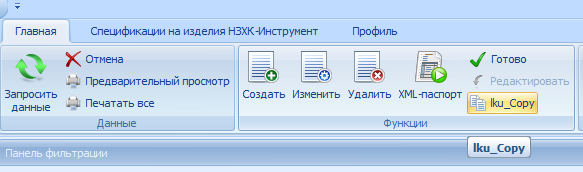 Главная Спецификации на изделия НЗХК-Инструмент Профиль
Запросить данные
Отмена
Предварительный просмотр
Печатать все
Данные
Создать
Изменить
Удалить
XML-паспорт
Готово
Редактировать
lku_Copy
Функции
lku_Copy
Панель фильтрации